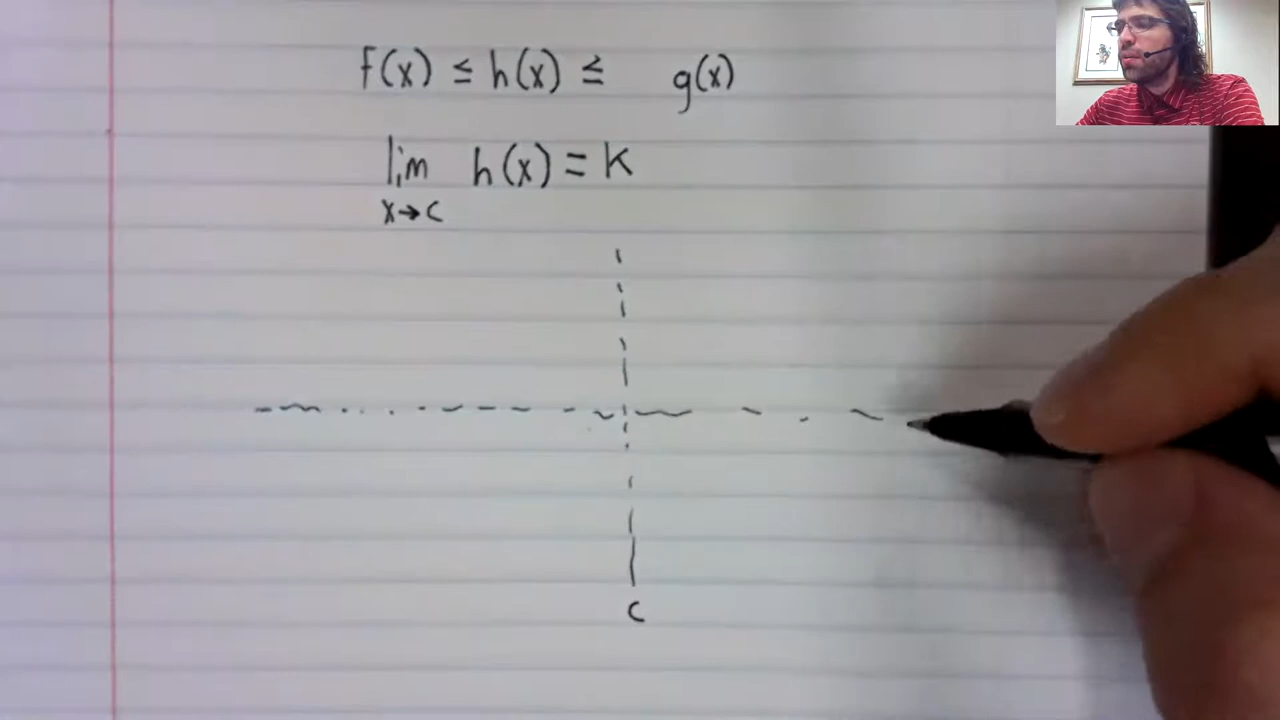 f(x) ≤ h(x) ≤ g(x)
lim h(x) = K
x→c
c